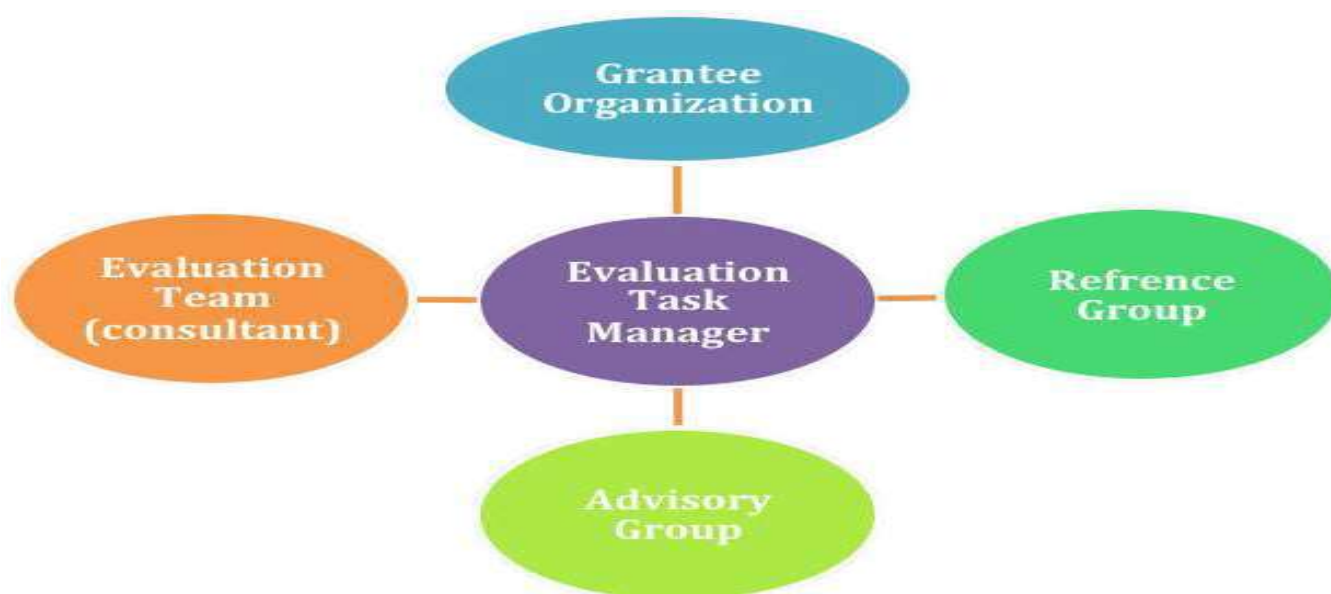 Grantee
Organization
Evaluation
Team
(consultant)
Evaluation
Task
Manager
Refrence
Group
Advisory
Group